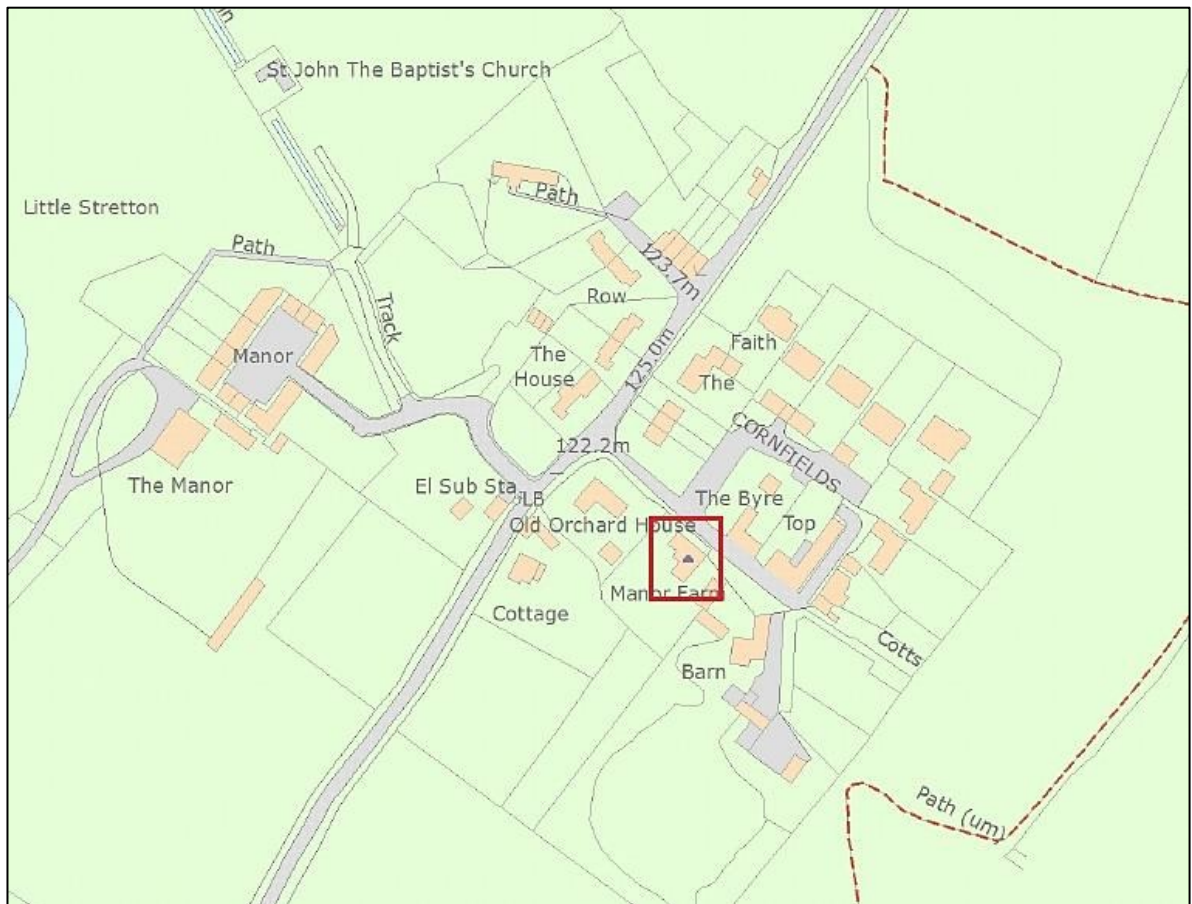 St John The Baptist's Church
Little Stretton
Path
Path
Track
123.7m
Row
Manor
The
House
125.0m
Faith
The
CORNFIELDS
122.2m
The Manor
El Sub Sta
LB
The Byre
Old Orchard House
Top
Manor Farm
Cottage
Cotts
Barn
Path (um)